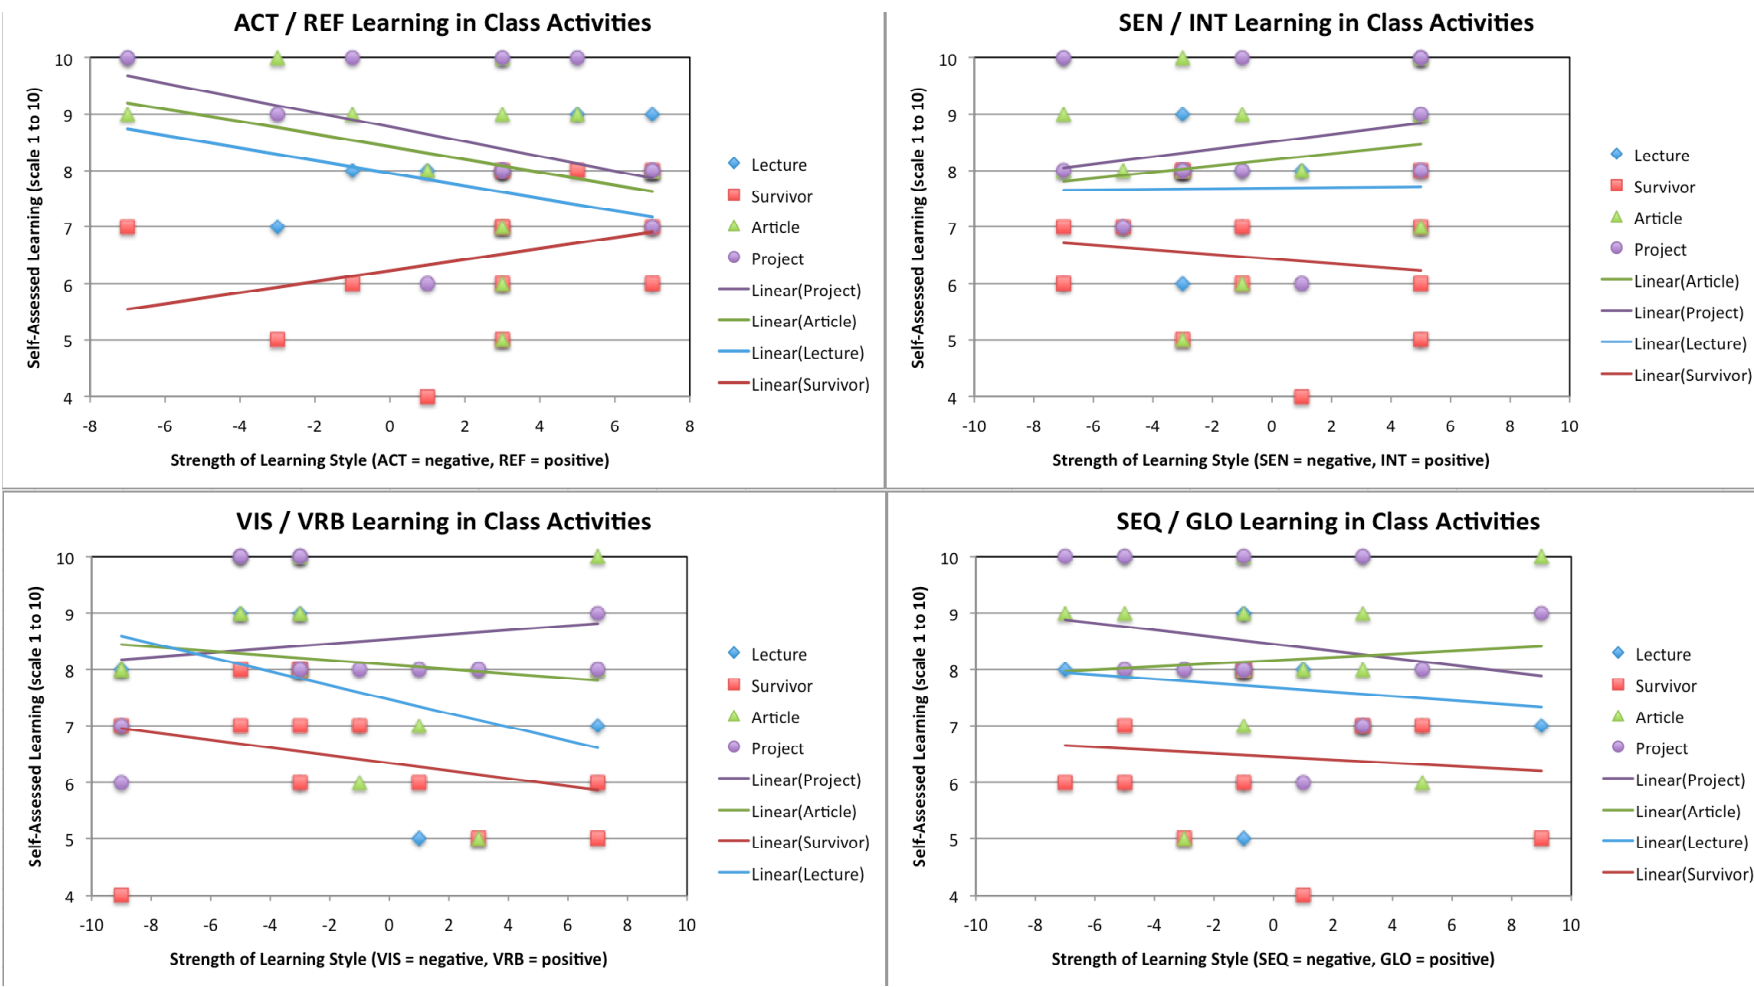 ACT / REF Learning in Class Activities
Self-Assessed Learning (scale 1 to 10)
10
9
8
7
6
5
4
-8 -6 -4 -2 0 2 4 6 8
Strength of Learning Style (ACT = negative, REF = positive)
Lecture
Survivor
Article
Project
Linear(Project)
Linear(Article)
Linear(Lecture)
Linear(Survivor)
SEN / INT Learning in Class Activities
Self-Assessed Learning (scale 1 to 10)
10
9
8
7
6
5
4
-10 -8 -6 -4 -2 0 2 4 6 8 10
Strength of Learning Style (SEN = negative, INT = positive)
Lecture
Survivor
Article
Project
Linear(Article)
Linear(Project)
Linear(Lecture)
Linear(Survivor)
VIS / VRB Learning in Class Activities
Self-Assessed Learning (scale 1 to 10)
10
9
8
7
6
5
4
-10 -8 -6 -4 -2 0 2 4 6 8 10
Strength of Learning Style (VIS = negative, VRB = positive)
Lecture
Survivor
Article
Project
Linear(Project)
Linear(Article)
Linear(Survivor)
Linear(Lecture)
SEQ / GLO Learning in Class Activities
Self-Assessed Learning (scale 1 to 10)
10
9
8
7
6
5
4
-10 -8 -6 -4 -2 0 2 4 6 8 10
Strength of Learning Style (SEQ = negative, GLO = positive)
Lecture
Survivor
Article
Project
Linear(Project)
Linear(Article)
Linear(Lecture)
Linear(Survivor)